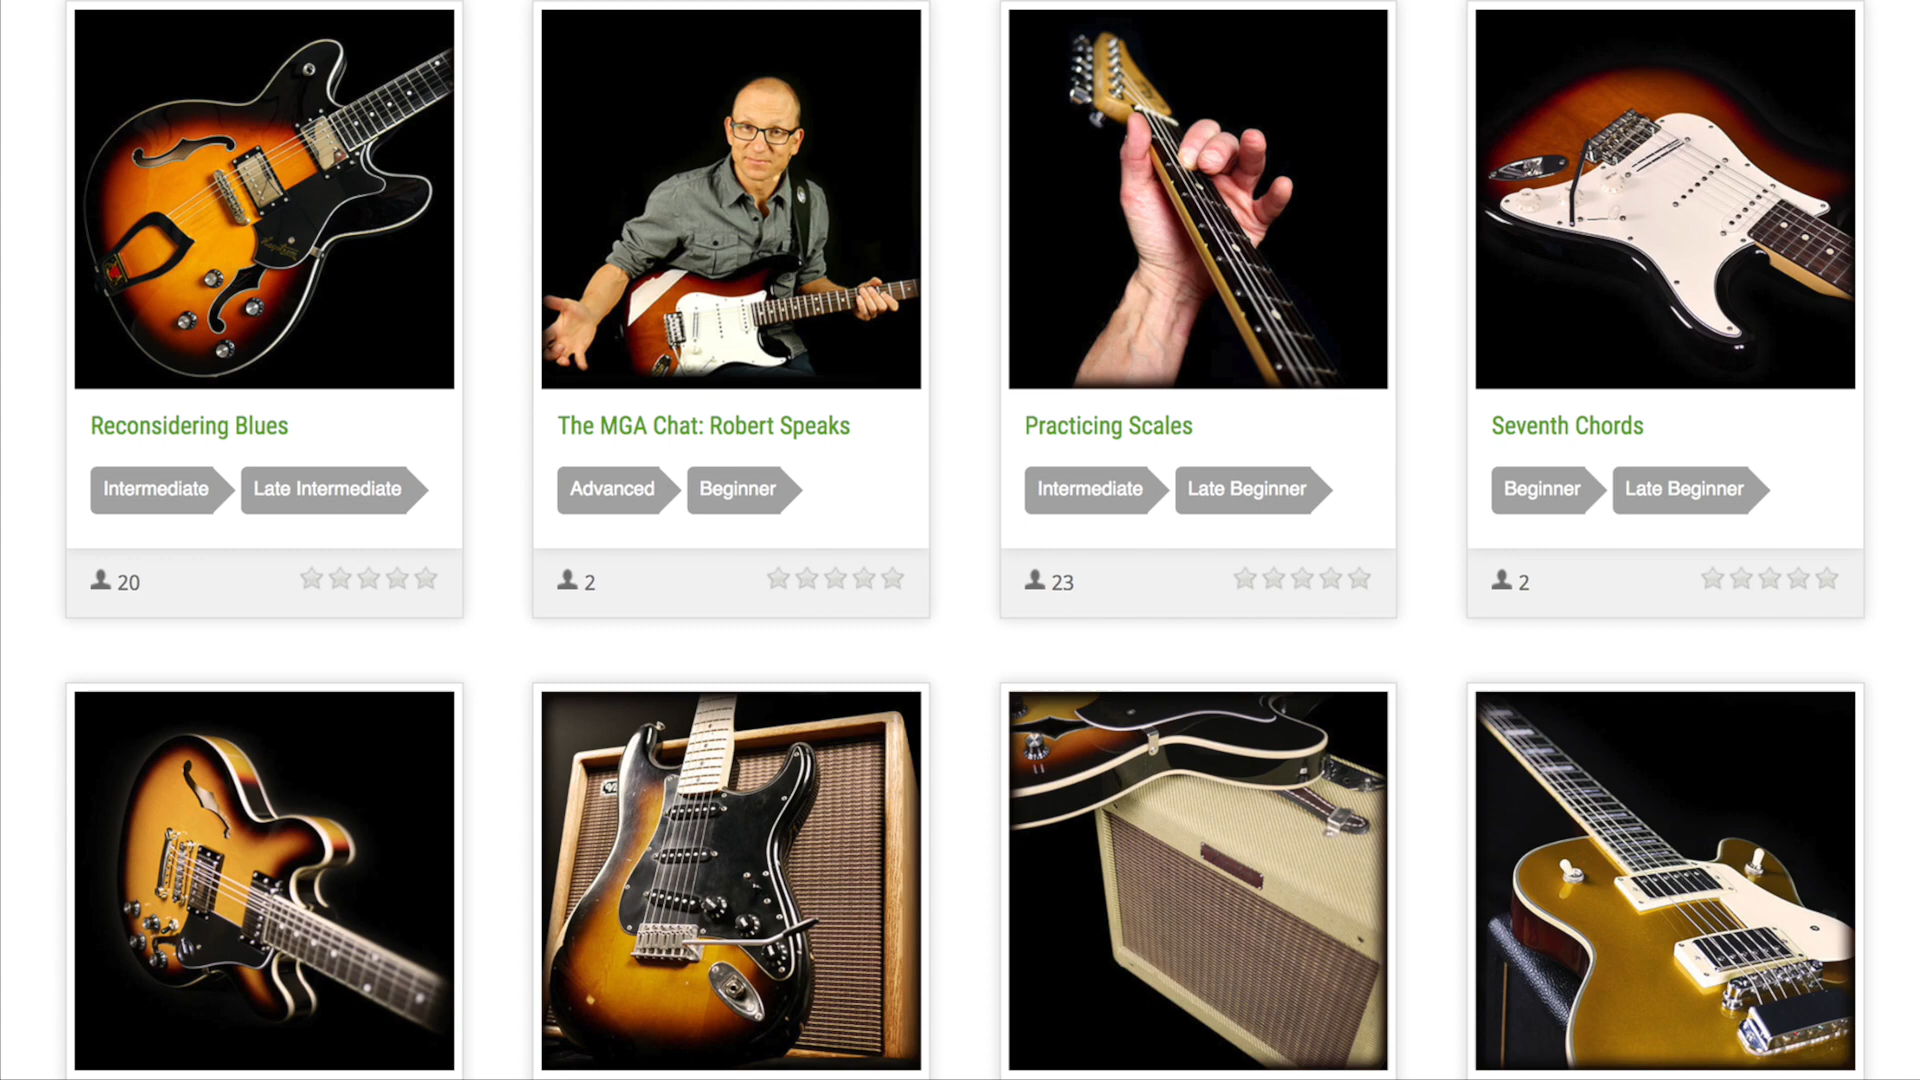 Reconsidering Blues
Intermediate Late Intermediate
20
The MGA Chat: Robert Speaks
Advanced Beginner
2
Practicing Scales
Intermediate Late Beginner
23
Seventh Chords
Beginner Late Beginner
2